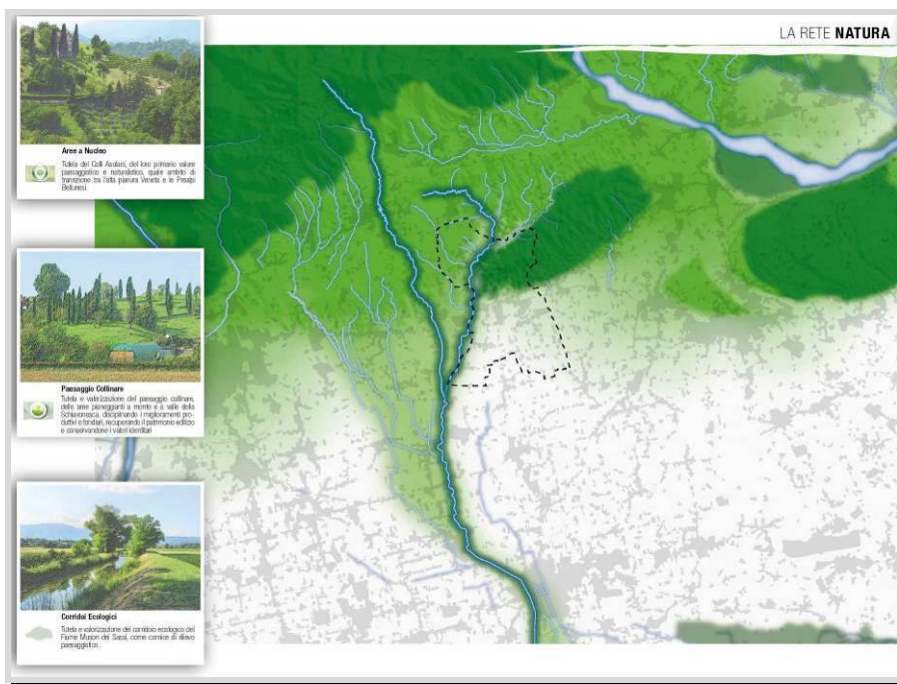 LA RETE NATURA
Aree a Nucleo
Tutela dei Colli Asolani, del loro primario valore
paesaggistico e naturalistico, quale ambito di
transizione tra l'alta pianura Veneta e le Prealpi
Bellunesi.
Paesaggio Collinare
Tutela e valorizzazione del paesaggio collinare,
delle aree pianeggianti a monte e a valle della
Schiavonesca, disciplinando i miglioramenti pro-
duttivi e fondiari, recuperando il patrimonio edilizio
e conservandone i valori identitari
Corridoi Ecologici
Tutela e valorizzazione del corridoio ecologico del
Fiume Muson dei Sassi, come cornice di rilievo
paesaggistico.